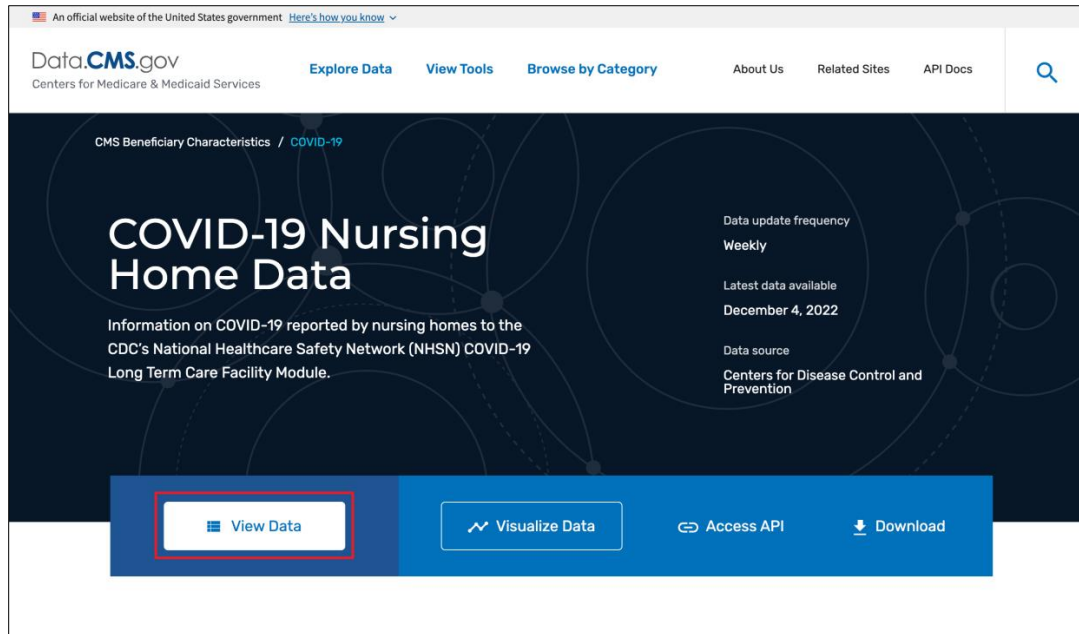 An official website of the United States government Here's how you know
Data.CMS.gov
Centers for Medicare & Medicaid Services
Explore Data View Tools Browse by Category About Us Related Sites API Docs
CMS Beneficiary Characteristics / COVID-19
COVID-19 Nursing
Home Data
Information on COVID-19 reported by nursing homes to the
CDC's National Healthcare Safety Network (NHSN) COVID-19
Long Term Care Facility Module.
Data update frequency
Weekly
Latest data available
December 4, 2022
Data source
Centers for Disease Control and
Prevention
View Data Visualize Data Access API Download